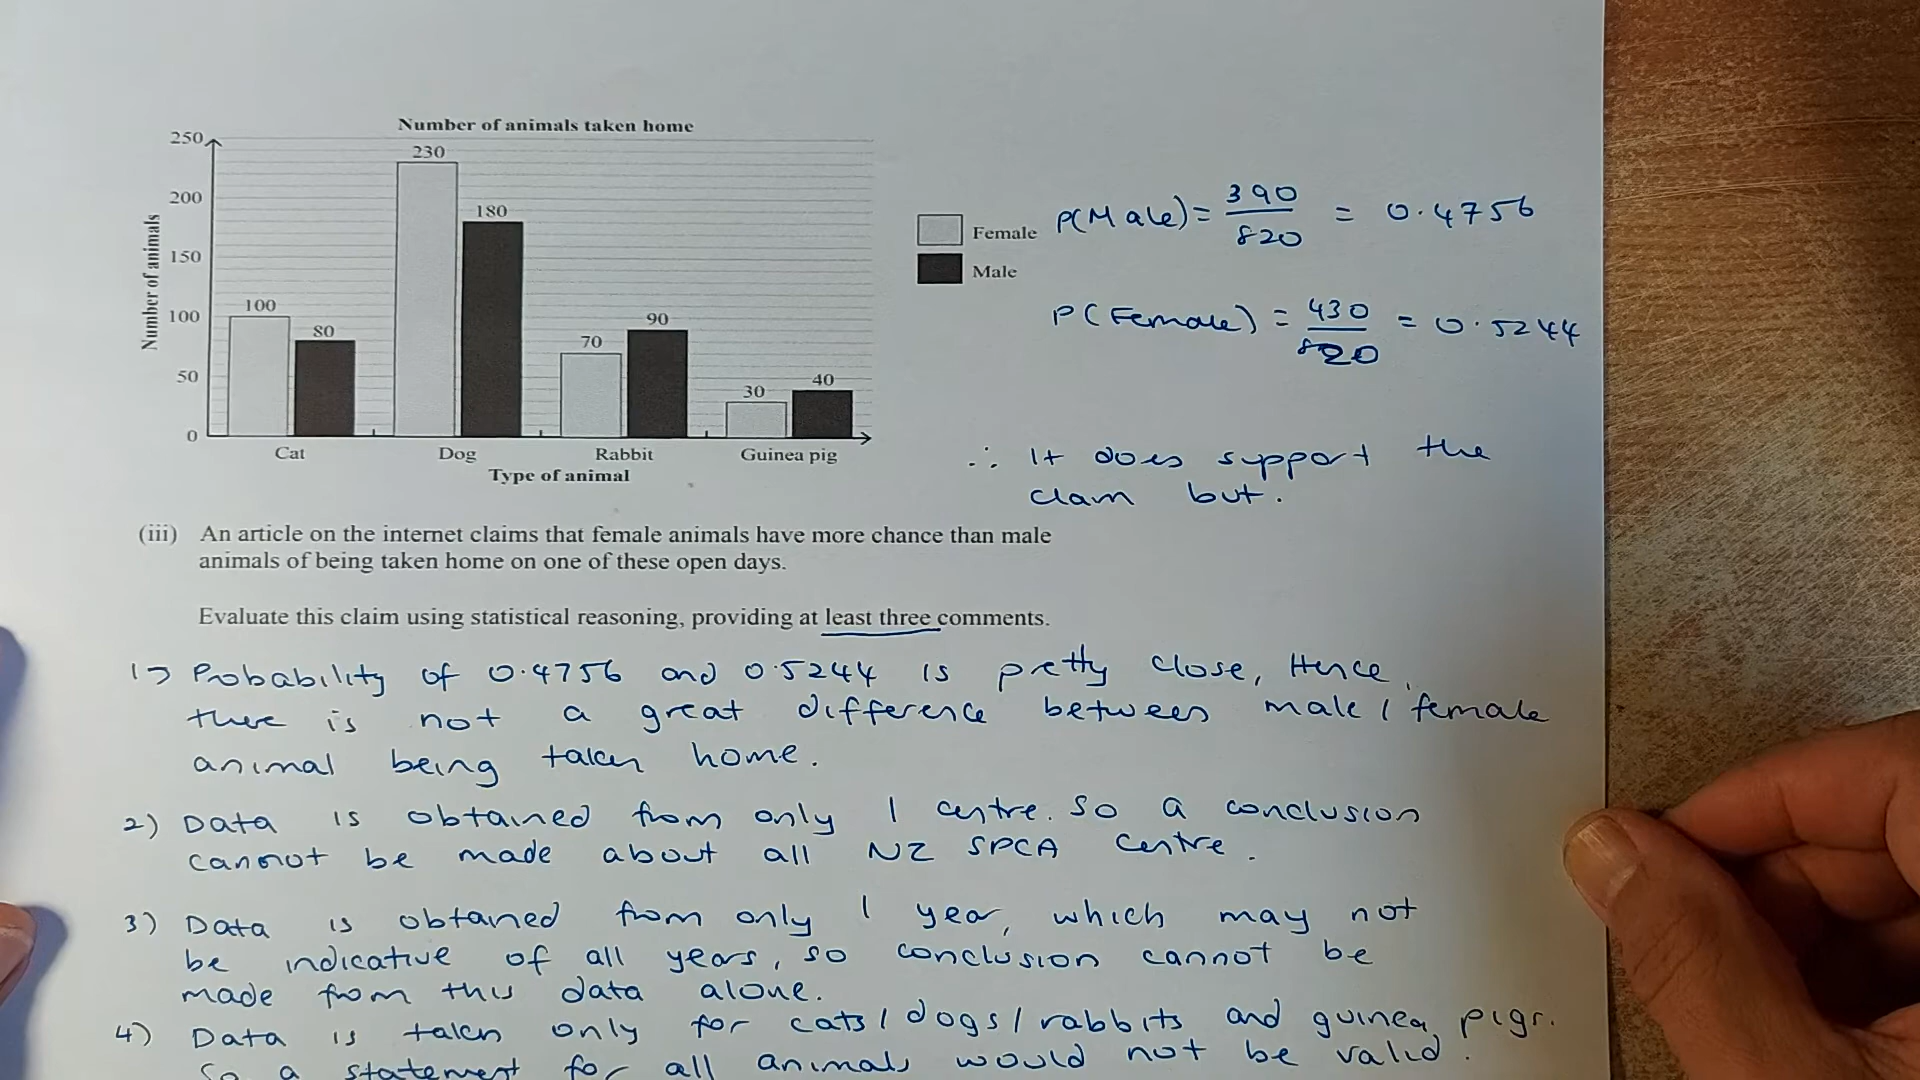 Number of animals taken home
250
200
150
100
50
0
Number of animals
100
80
230
180
70
90
30
40
Cat
Dog
Rabbit
Guinea pig
Type of animal
Female
Male
P(Male) = 390/820 = 0.4756
P(Female) = 430/820 = 0.5244
∴ It does support the
clam but.
(iii) An article on the internet claims that female animals have more chance than male
animals of being taken home on one of these open days.
Evaluate this claim using statistical reasoning, providing at least three comments.
1) Probability of 0.4756 and 0.5244 is pretty close, Hence,
there is not a great difference between male / female
animal being taken home.
2) Data is obtained from only 1 centre. So a conclusion
cannot be made about all NZ SPCA centre.
3) Data is obtained from only 1 year, which may not
be indicative of all years, so conclusion cannot be
made from this data alone.
4) Data is taken only for cats / dogs / rabbits and guinea pigs.
So a statement for all animals would not be valid.